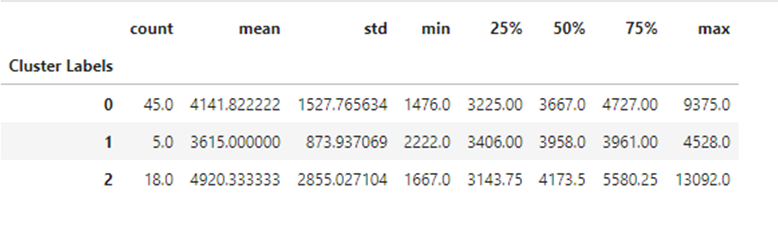 count mean std min 25% 50% 75% max
Cluster Labels
0 45.0 4141.822222 1527.765634 1476.0 3225.00 3667.0 4727.00 9375.0
1 5.0 3615.000000 873.937069 2222.0 3406.00 3958.0 3961.00 4528.0
2 18.0 4920.333333 2855.027104 1667.0 3143.75 4173.5 5580.25 13092.0